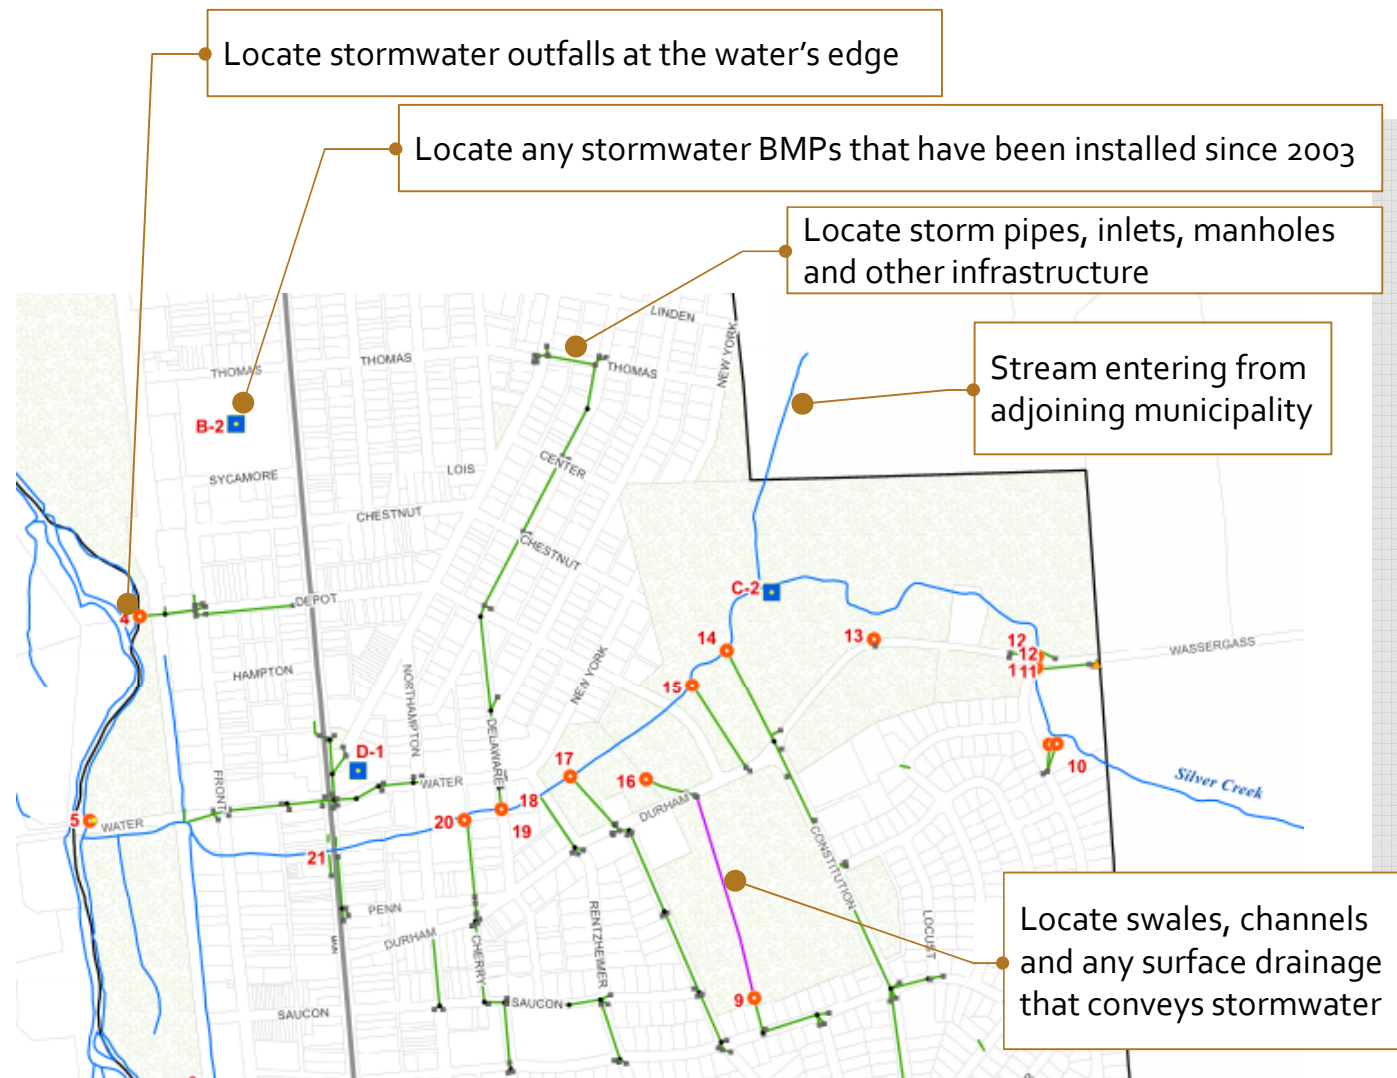 Locate stormwater outfalls at the water’s edge
Locate any stormwater BMPs that have been installed since 2003
Locate storm pipes, inlets, manholes
and other infrastructure
Stream entering from
adjoining municipality
LINDEN
NEW YORK
THOMAS
THOMAS
THOMAS
B-2
SYCAMORE
LOIS
CENTER
CHESTNUT
CHESTNUT
C-2
DEPOT
4
14
13
12
12
11
11
WASSERGASS
HAMPTON
NORTHAMPTON
NEW YORK
15
DELAWARE
D-1
17
16
10
Silver Creek
FRONT
WATER
18
DURHAM
5
WATER
20
19
21
CONSTITUTION
PENN
DURHAM
CHERRY
RENTZHEIMER
LOCUST
MAIN
Locate swales, channels
and any surface drainage
that conveys stormwater
9
SAUCON
SAUCON